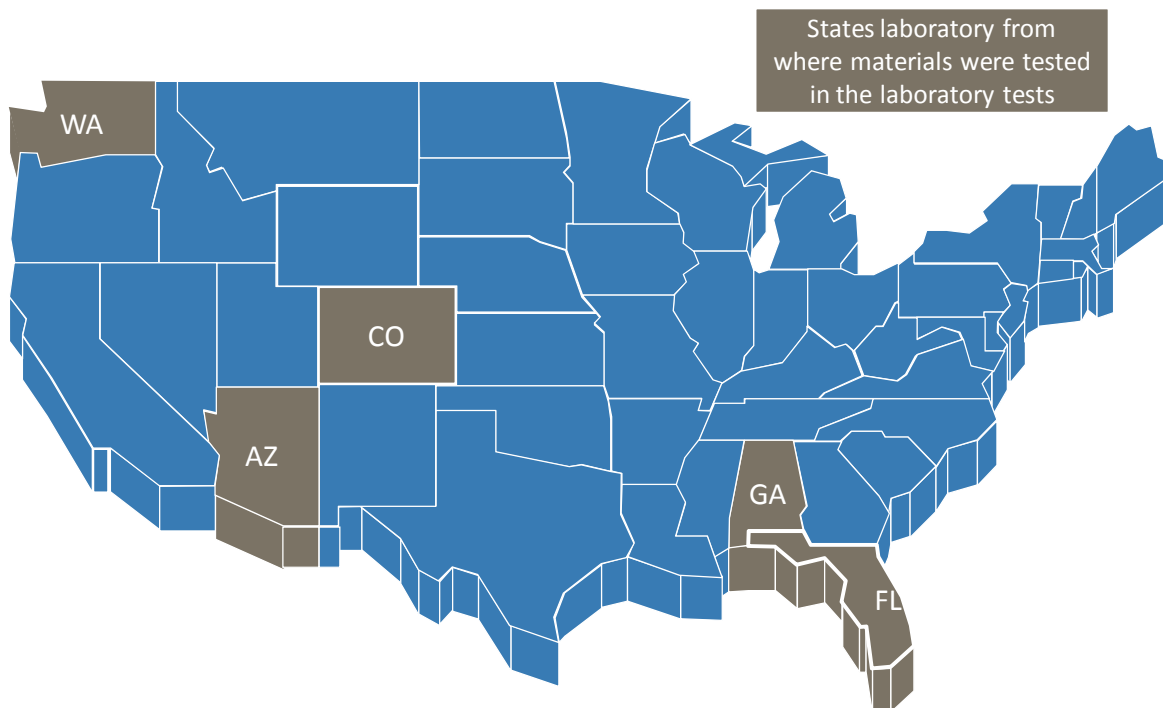 States laboratory from
where materials were tested
in the laboratory tests
WA
CO
AZ
GA
FL